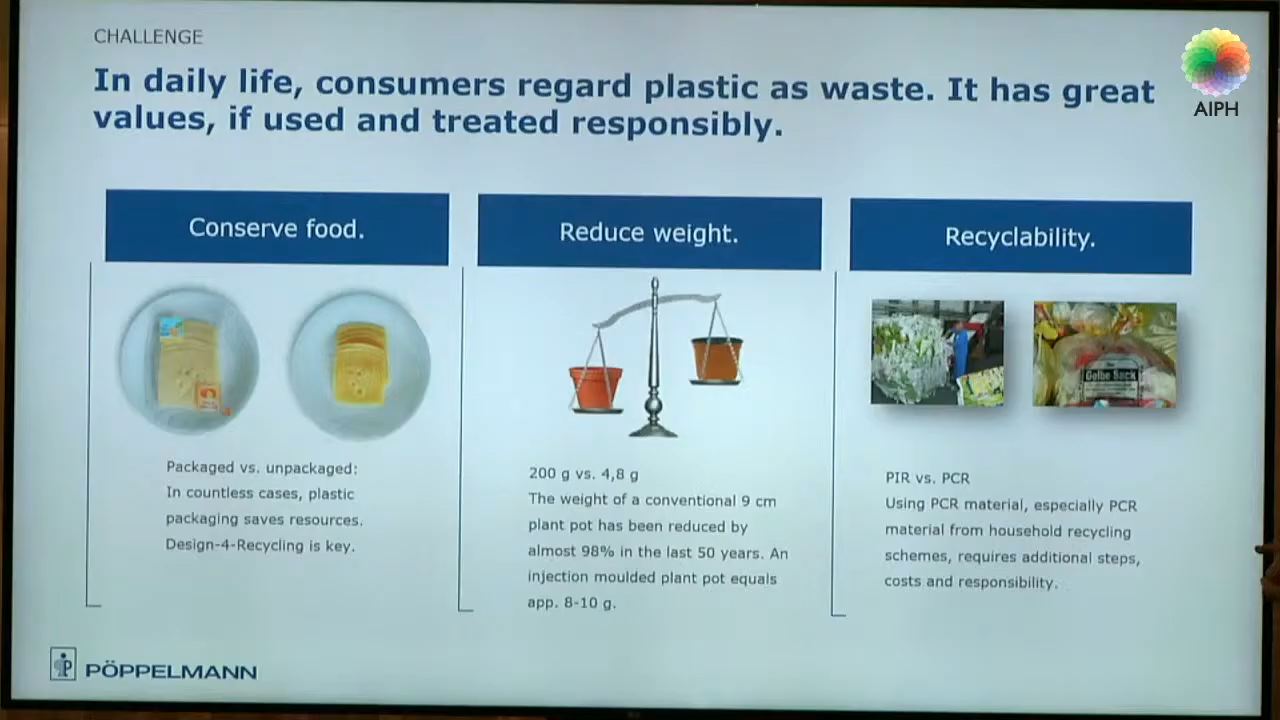 CHALLENGE
In daily life, consumers regard plastic as waste. It has great
values, if used and treated responsibly.
AIPH
Conserve food.
Reduce weight.
Recyclability.
Gelbe Sack
Packaged vs. unpackaged:
In countless cases, plastic
packaging saves resources.
Design-4-Recycling is key.
200 g vs. 4,8 g
The weight of a conventional 9 cm
plant pot has been reduced by
almost 98% in the last 50 years. An
injection moulded plant pot equals
app. 8-10 g.
PIR vs. PCR
Using PCR material, especially PCR
material from household recycling
schemes, requires additional steps,
costs and responsibility.
PÖPPELMANN